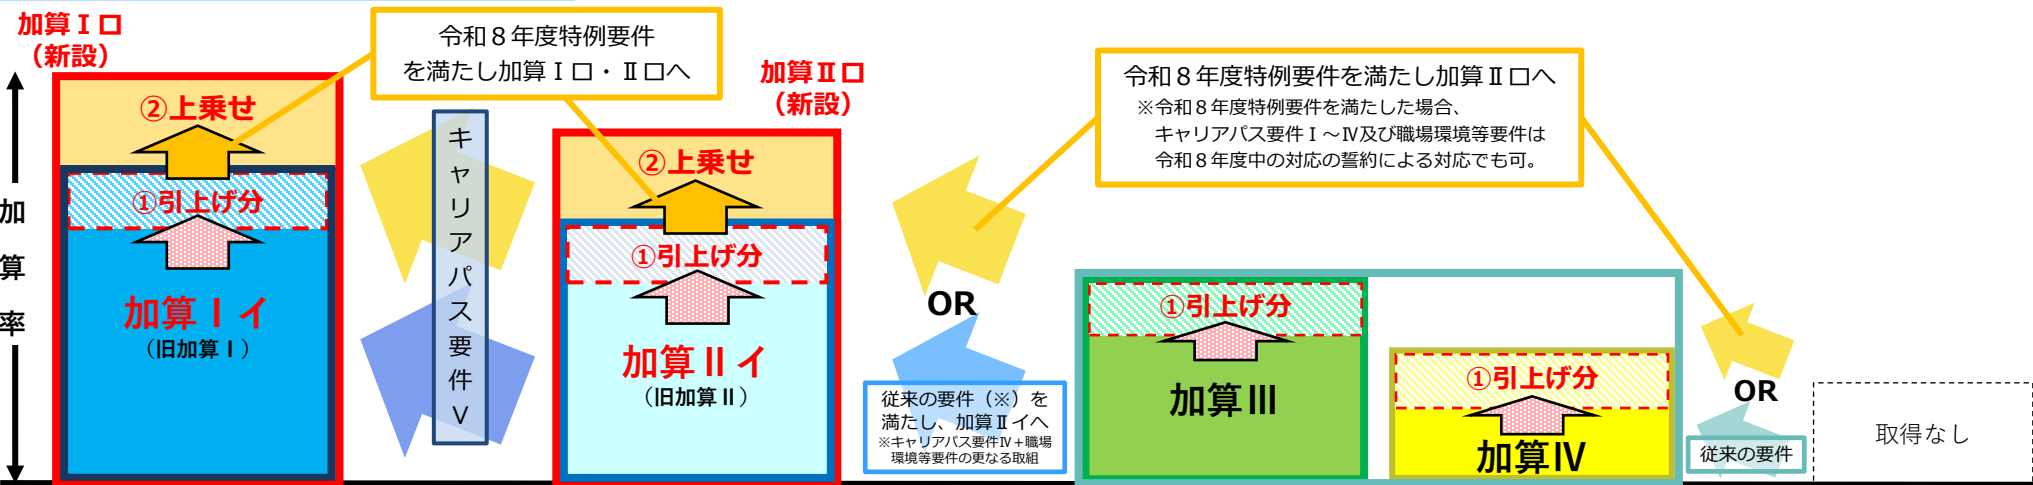 加算Ⅰロ
（新設）
加算率
②上乗せ
①引上げ分
加算Ⅰイ
（旧加算Ⅰ）
令和８年度特例要件
を満たし加算Ⅰロ・Ⅱロへ
キャリアパス要件Ⅴ
加算Ⅱロ
（新設）
②上乗せ
①引上げ分
加算Ⅱイ
（旧加算Ⅱ）
令和８年度特例要件を満たし加算Ⅱロへ
※令和８年度特例要件を満たした場合、
キャリアパス要件Ⅰ～Ⅳ及び職場環境等要件は
令和８年度中の対応の誓約による対応でも可。
OR
従来の要件（※）を
満たし、加算Ⅱイへ
※キャリアパス要件Ⅳ＋職場
環境等要件の更なる取組
①引上げ分
加算Ⅲ
①引上げ分
加算Ⅳ
OR
従来の要件
取得なし